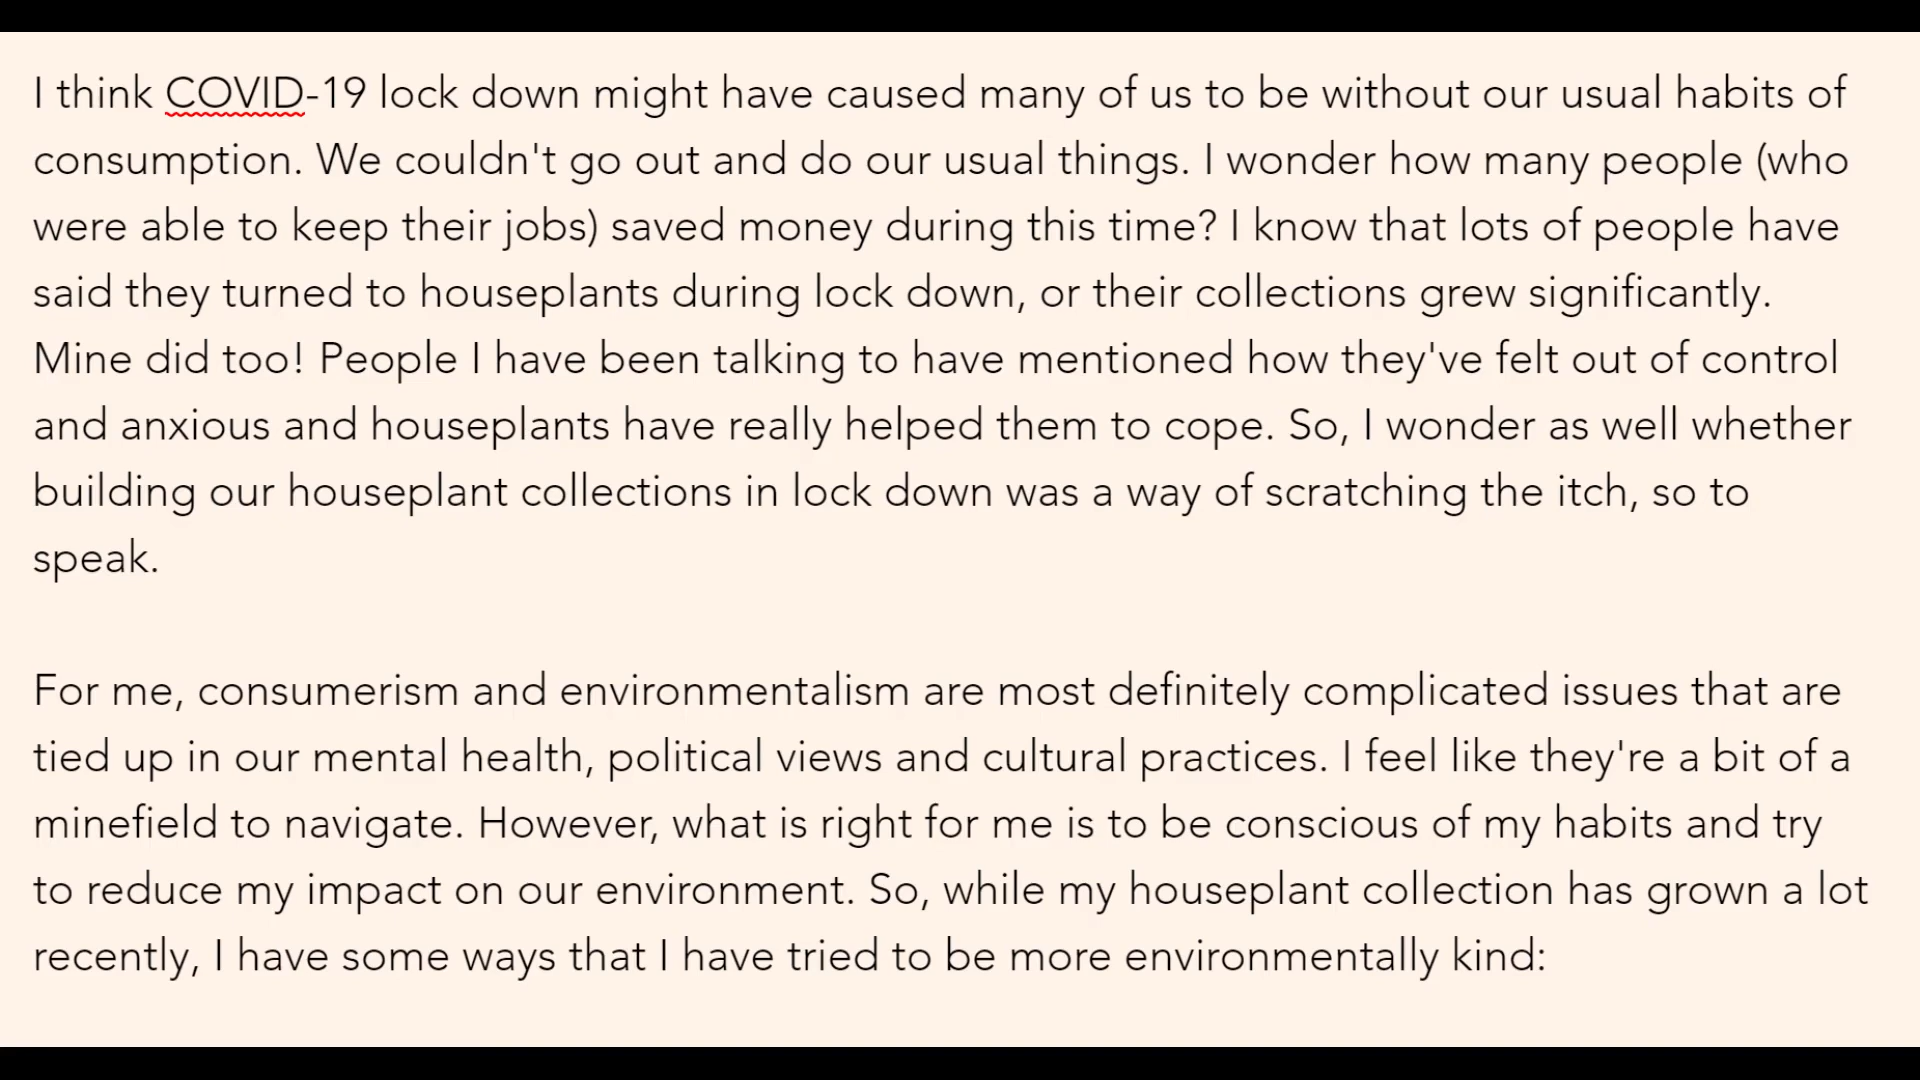 I think COVID-19 lock down might have caused many of us to be without our usual habits of
consumption. We couldn't go out and do our usual things. I wonder how many people (who
were able to keep their jobs) saved money during this time? I know that lots of people have
said they turned to houseplants during lock down, or their collections grew significantly.
Mine did too! People I have been talking to have mentioned how they've felt out of control
and anxious and houseplants have really helped them to cope. So, I wonder as well whether
building our houseplant collections in lock down was a way of scratching the itch, so to
speak.
For me, consumerism and environmentalism are most definitely complicated issues that are
tied up in our mental health, political views and cultural practices. I feel like they're a bit of a
minefield to navigate. However, what is right for me is to be conscious of my habits and try
to reduce my impact on our environment. So, while my houseplant collection has grown a lot
recently, I have some ways that I have tried to be more environmentally kind: